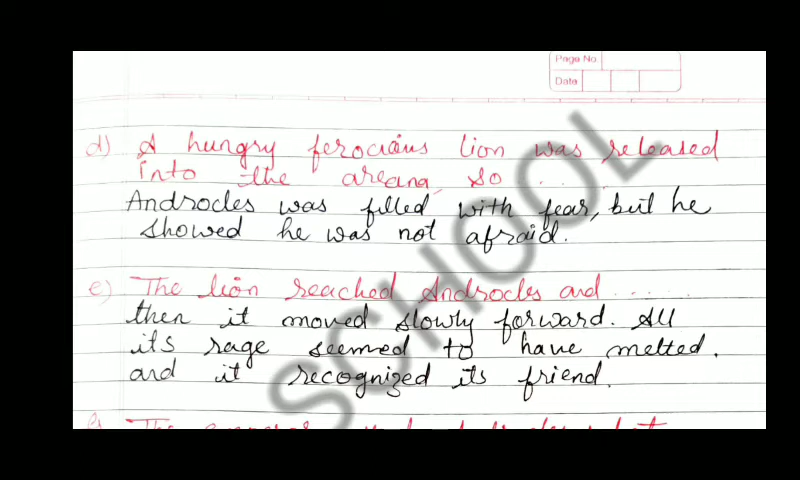 Page No.
Date
d) A hungry ferocious lion was released
into the areana, so ....
Androcles was filled with fear, but he
showed he was not afraid.
e) The lion reached Androcles and ......
then it moved slowly forward. All
its rage seemed to have melted.
and it recognized its friend.
SCHOOL